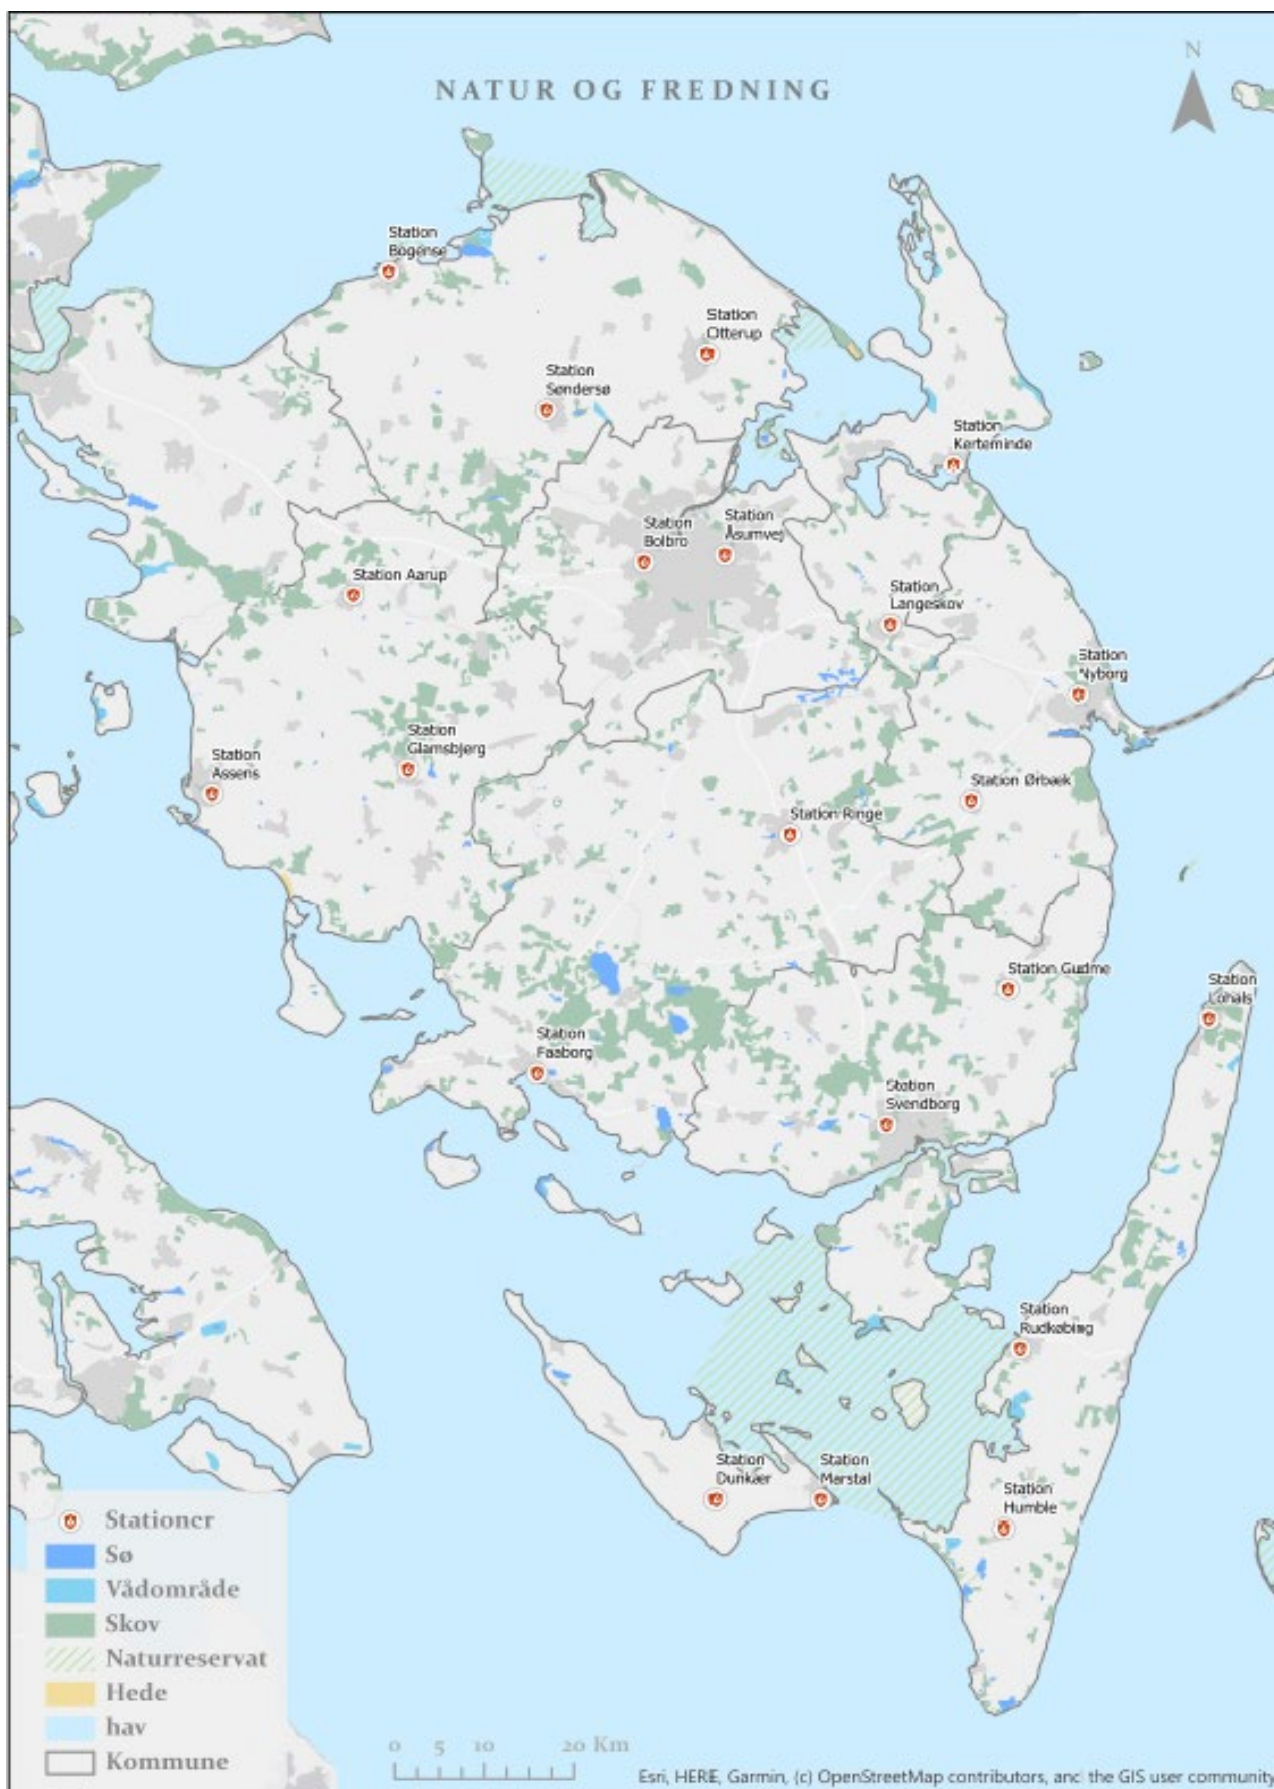 NATUR OG FREDNING
N
Station
Bogense
Station
Otterup
Station
Søndersø
Station
Kerteminde
Station
Bolbro
Station
Åsumvej
Station Aarup
Station
Langeskov
Station
Nyborg
Station
Glamsbjerg
Station
Assens
Station Ørbæk
Station Ringe
Station Gudme
Station
Lohals
Station
Faaborg
Station
Svendborg
Station
Rudkøbing
Station
Dunkær
Station
Marstal
Station
Humble
Stationer
Sø
Vådområde
Skov
Naturreservat
Hede
hav
Kommune
0 5 10 20 Km
Esri, HERE, Garmin, (c) OpenStreetMap contributors, and the GIS user community